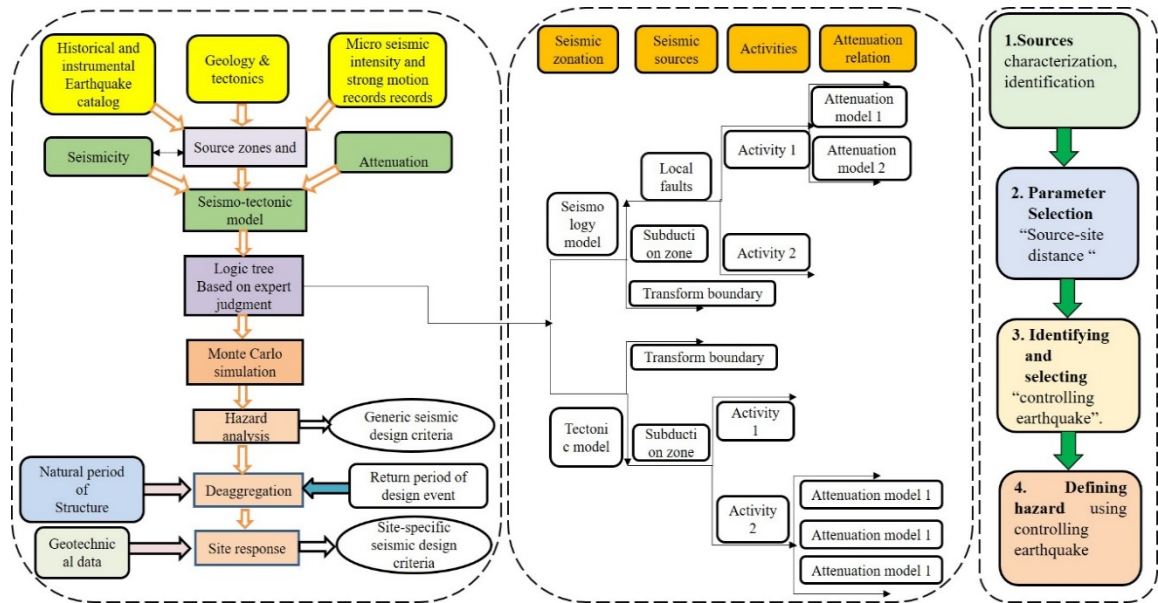 Historical and
instrumental
Earthquake
catalog
Geology &
tectonics
Micro seismic
intensity and
strong motion
records records
Seismicity
Source zones and
Attenuation
Seismo-tectonic
model
Logic tree
Based on expert
judgment
Monte Carlo
simulation
Hazard
analysis
Generic seismic
design criteria
Natural period
of
Structure
Deaggregation
Return period of
design event
Geotechnic
al data
Site response
Site-specific
seismic design
criteria
Seismic
zonation
Seismic
sources
Activities
Attenuation
relation
Seismo
logy
model
Local
faults
Activity 1
Attenuation
model 1
Attenuation
model 2
Subducti
on zone
Activity 2
Transform boundary
Transform boundary
Tectoni
c model
Subducti
on zone
Activity
1
Activity
2
Attenuation model 1
Attenuation model 1
Attenuation model 1
1.Sources
characterization,
identification
2. Parameter
Selection
“Source-site
distance “
3. Identifying
and
selecting
“controlling
earthquake”.
4. Defining
hazard using
controlling
earthquake